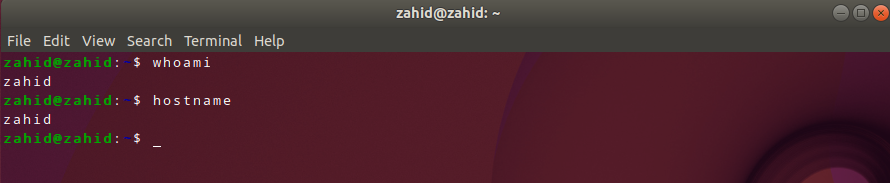 zahid@zahid: ~
File Edit View Search Terminal Help
zahid@zahid:~$ whoami
zahid
zahid@zahid:~$ hostname
zahid
zahid@zahid:~$ _